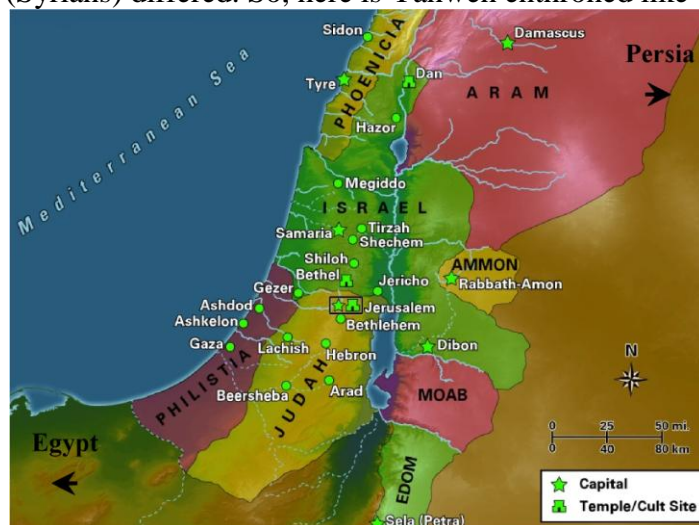 (Syrians) differed. So, here is Yahweh enthroned like
Sidon
Damascus
Persia
Mediterranean Sea
PHOENICIA
Tyre
Dan
ARAM
Hazor
Megiddo
ISRAEL
Samaria
Tirzah
Shechem
Shiloh
Bethel
AMMON
Rabbath-Amon
Gezer
Jericho
Ashdod
Jerusalem
Ashkelon
Bethlehem
Gaza
Lachish
Hebron
Dibon
PHILISTIA
JUDAH
Beersheba
Arad
MOAB
N
Egypt
EDOM
0 25 50 mi.
0 40 80 km
Capital
Temple/Cult Site
Sela (Petra)